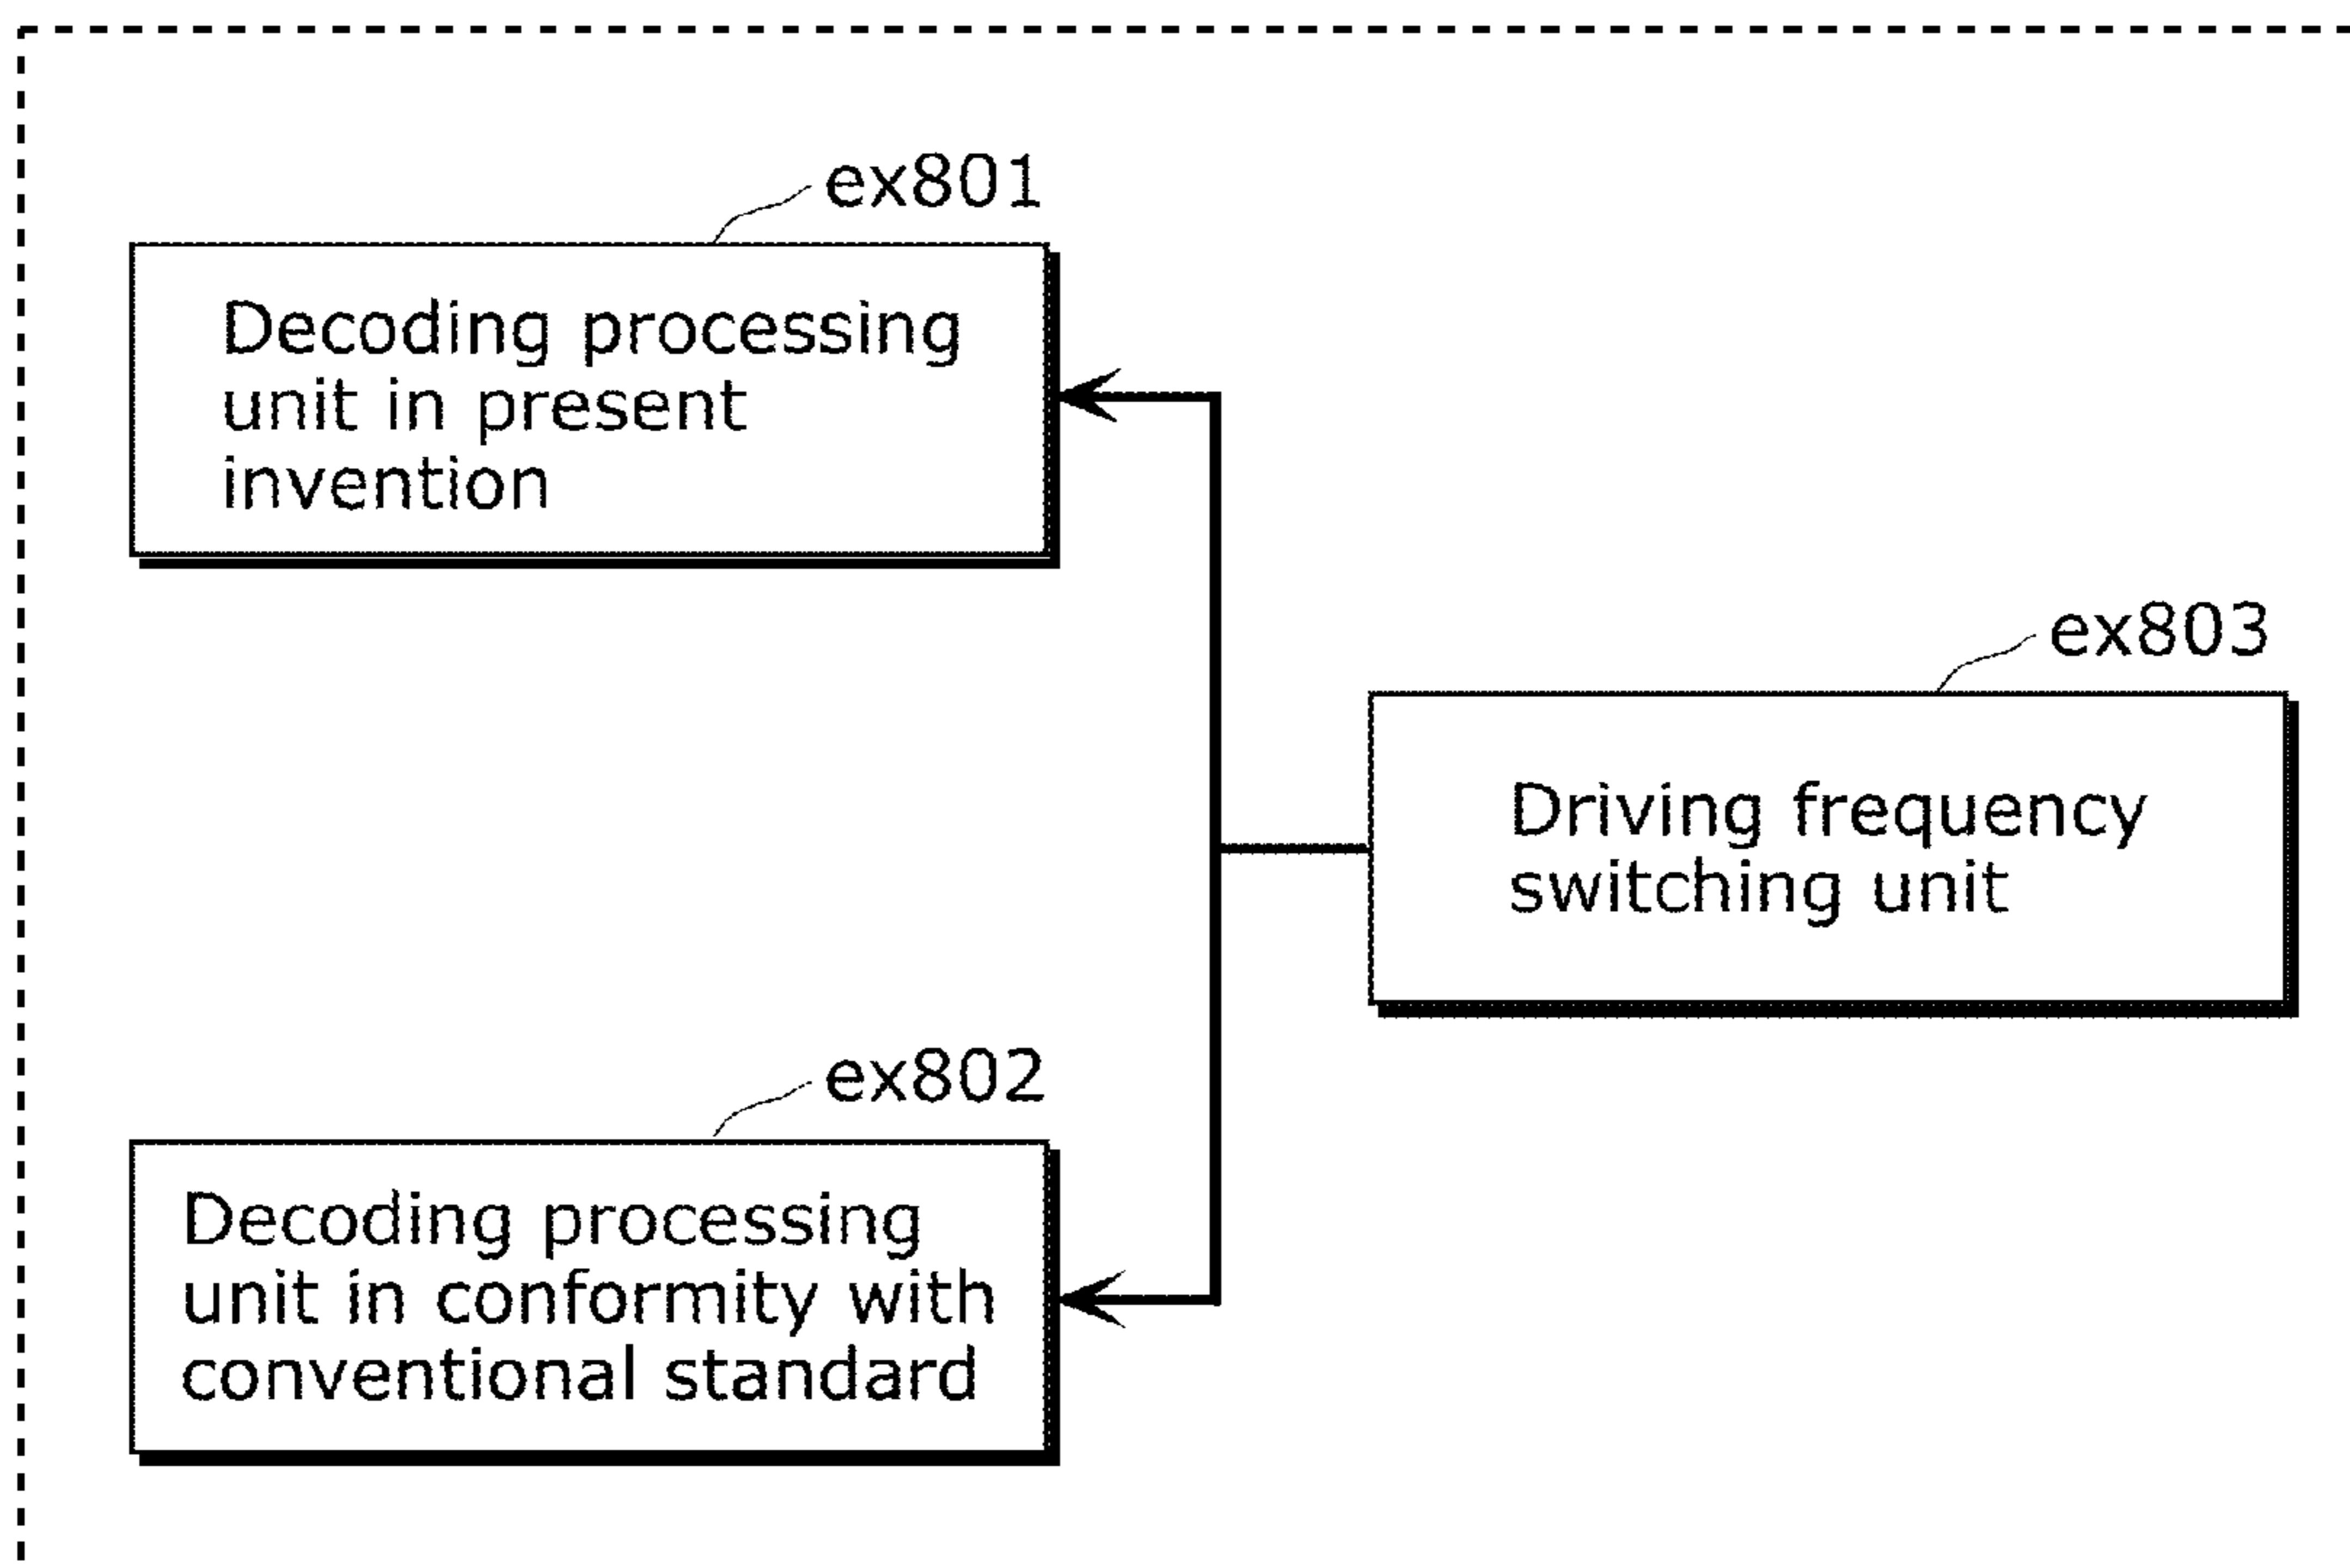 ex801
Decoding processing
unit in present
invention
ex803
Driving frequency
switching unit
ex802
Decoding processing
unit in conformity with
conventional standard